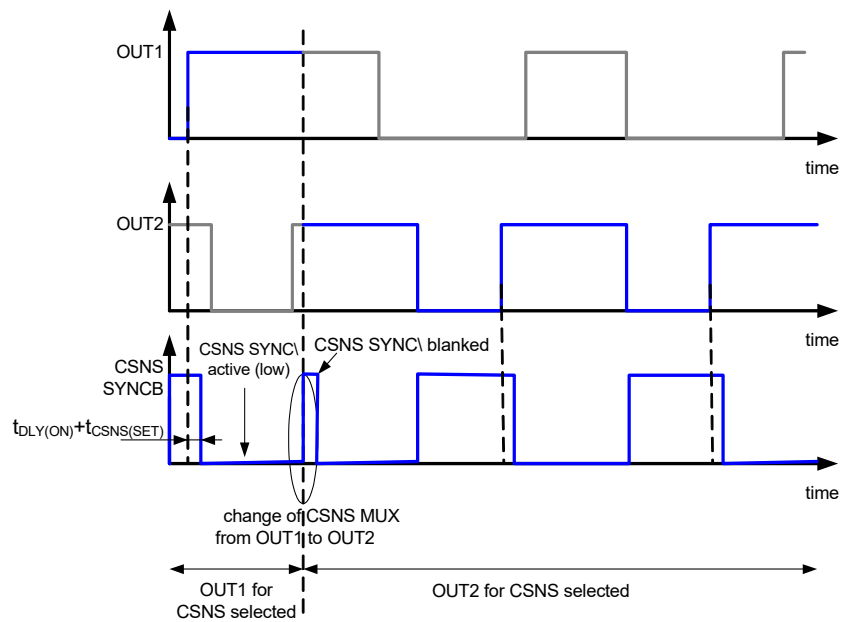 OUT1
time
OUT2
time
CSNS
SYNCB
CSNS SYNC\
active (low)
CSNS SYNC\ blanked
tDLY(ON)+tCSNS(SET)
time
change of CSNS MUX
from OUT1 to OUT2
OUT1 for
CSNS selected
OUT2 for CSNS selected